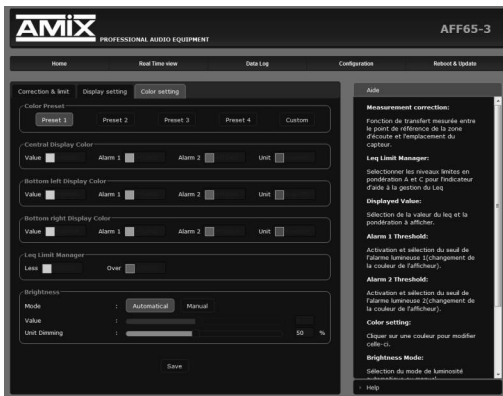 AMIX PROFESSIONAL AUDIO EQUIPMENT
AFF65-3
Home Real Time view Data Log Configuration Reboot & Update
Correction & limit Display setting Color setting
Color Preset
Preset 1 Preset 2 Preset 3 Preset 4 Custom
Central Display Color
Value Alarm 1 Alarm 2 Unit
Bottom left Display Color
Value Alarm 1 Alarm 2 Unit
Bottom right Display Color
Value Alarm 1 Alarm 2 Unit
Leq Limit Manager
Less Over
Brightness
Mode : Automatical Manual
Value :
Unit Dimming : 50 %
Save
Aide
Measurement correction:
Fonction de transfert mesurée entre
le point de référence de la zone
d'écoute et l'emplacement du
capteur.
Leq Limit Manager:
Selectionner les niveaux limites en
pondération A et C pour l'indicateur
d'aide à la gestion du Leq
Displayed Value:
Sélection de la valeur du leq et la
pondération à afficher.
Alarm 1 Threshold:
Activation et sélection du seuil de
l'alarme lumineuse 1(changement de
la couleur de l'afficheur).
Alarm 2 Threshold:
Activation et sélection du seuil de
l'alarme lumineuse 2(changement de
la couleur de l'afficheur).
Color setting:
Cliquer sur une couleur pour modifier
celle-ci.
Brightness Mode:
Sélection du mode de luminosité
Help